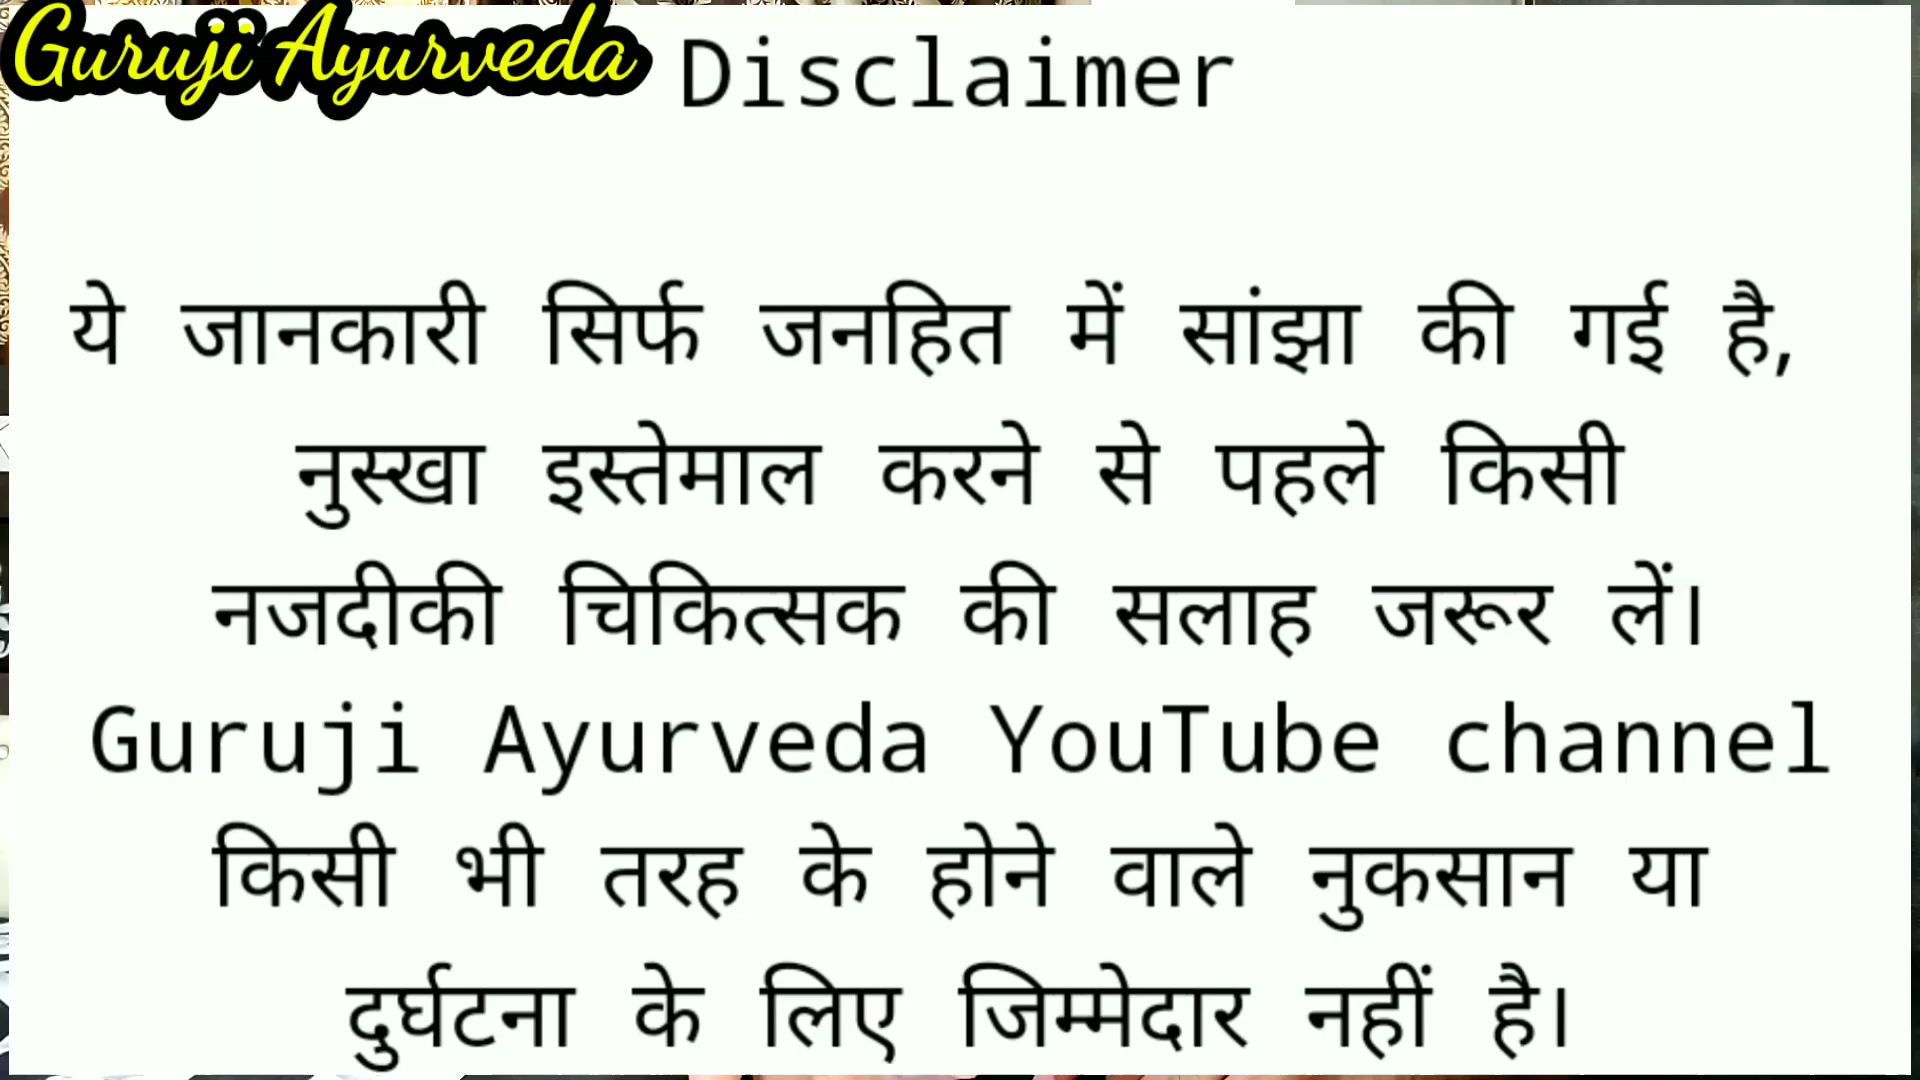 Guruji Ayurveda
Disclaimer
ये जानकारी सिर्फ जनहित में सांझा की गई है,
नुस्खा इस्तेमाल करने से पहले किसी
नजदीकी चिकित्सक की सलाह जरूर लें।
Guruji Ayurveda YouTube channel
किसी भी तरह के होने वाले नुकसान या
दुर्घटना के लिए जिम्मेदार नहीं है।